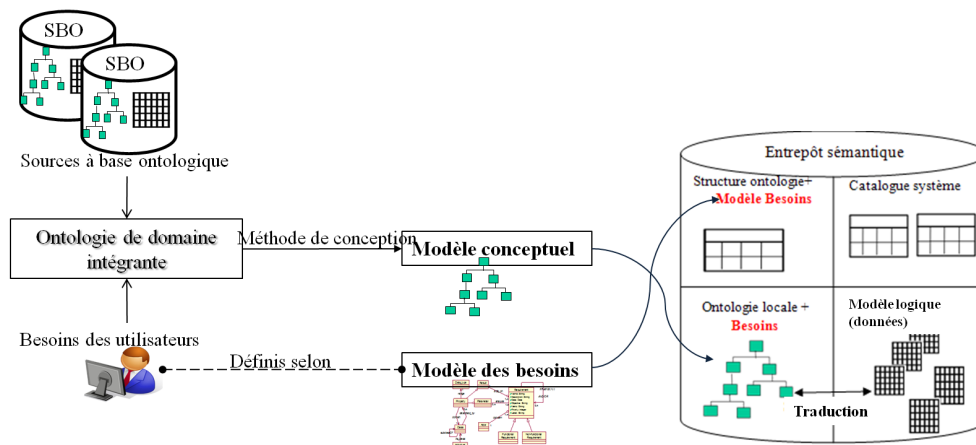 SBO
SBO
Sources à base ontologique
Ontologie de domaine
intégrante
Méthode de conception
Modèle conceptuel
Besoins des utilisateurs
Définis selon
Modèle des besoins
Entrepôt sémantique
Structure ontologie+
Modèle Besoins
Catalogue système
Ontologie locale +
Besoins
Modèle logique
(données)
Traduction